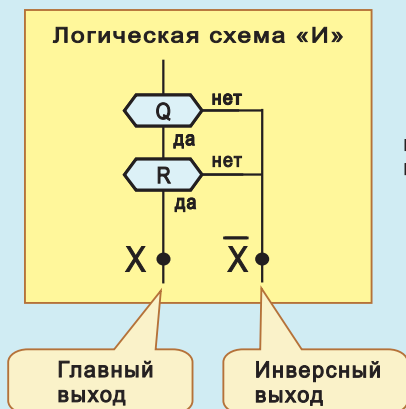 Логическая схема «И»
Q
нет
да
R
нет
да
X
X̅
Главный
выход
Инверсный
выход